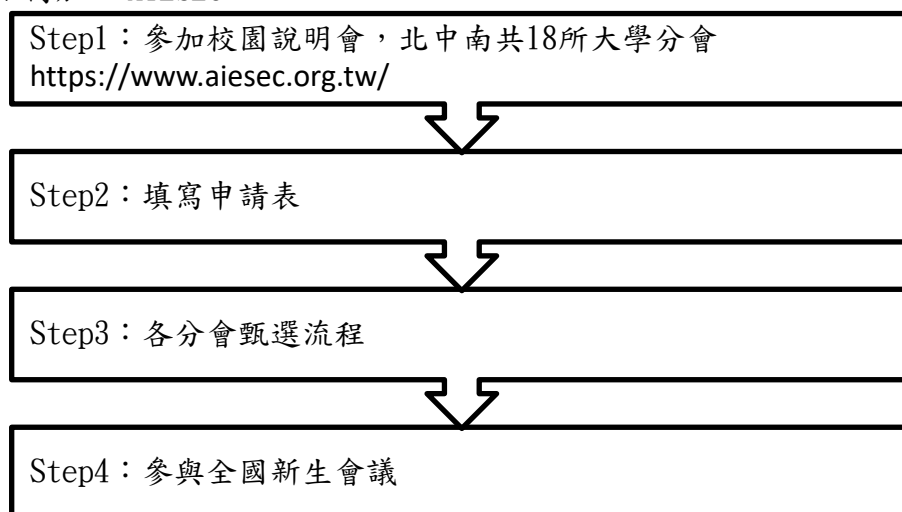 Step1：參加校園說明會，北中南共18所大學分會
https://www.aiesec.org.tw/
Step2：填寫申請表
Step3：各分會甄選流程
Step4：參與全國新生會議